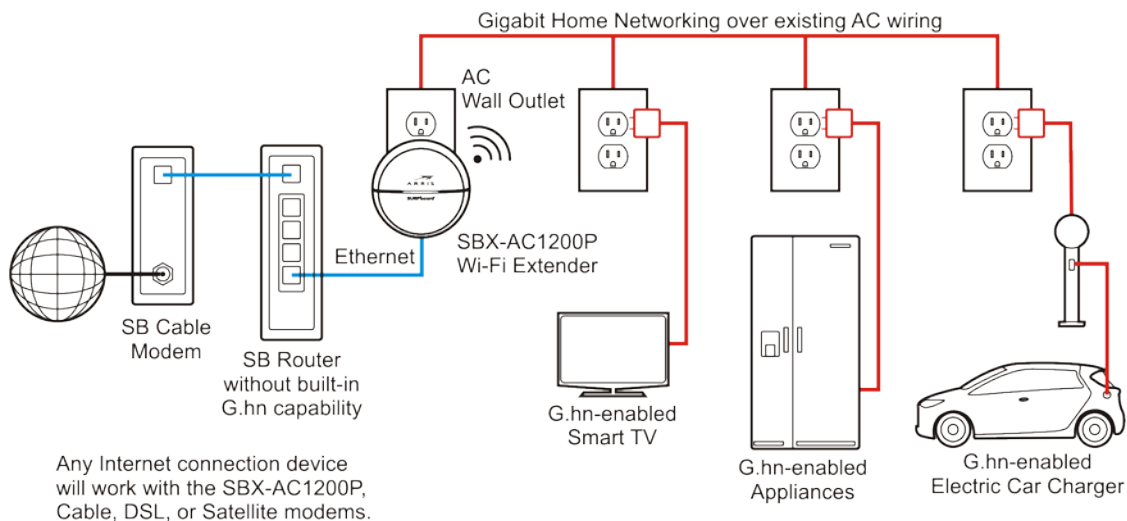 Gigabit Home Networking over existing AC wiring
AC
Wall Outlet
ARRIS
SURFboard
SBX-AC1200P
Wi-Fi Extender
Ethernet
SB Cable
Modem
SB Router
without built-in
G.hn capability
G.hn-enabled
Smart TV
G.hn-enabled
Appliances
G.hn-enabled
Electric Car Charger
Any Internet connection device
will work with the SBX-AC1200P,
Cable, DSL, or Satellite modems.